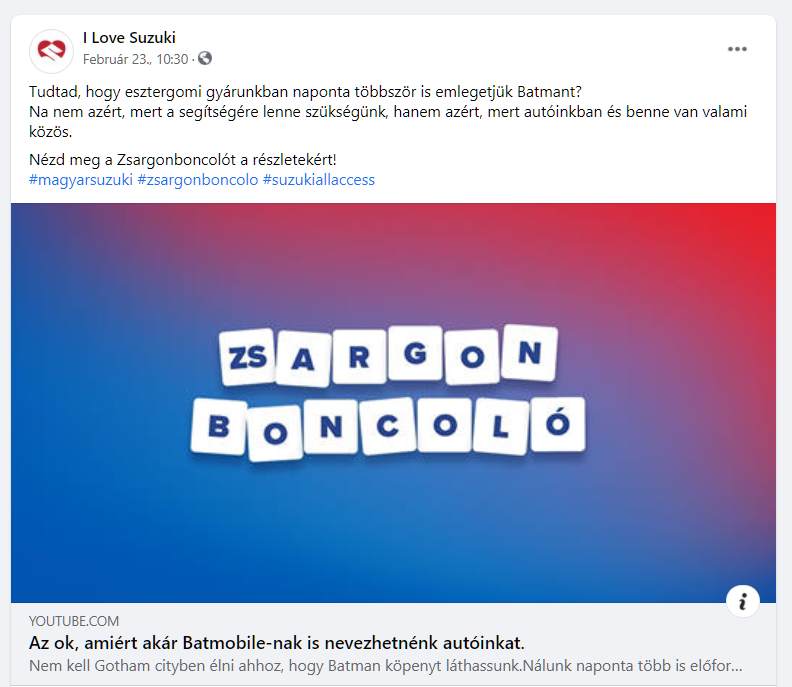 I Love Suzuki
Február 23., 10:30 ·
Tudtad, hogy esztergomi gyárunkban naponta többször is emlegetjük Batmant?
Na nem azért, mert a segítségére lenne szükségünk, hanem azért, mert autóinkban és benne van valami
közös.
Nézd meg a Zsargonboncolót a részletekért!
#magyarsuzuki #zsargonboncolo #suzukiallaccess
ZSARGON
BONCOLÓ
i
YOUTUBE.COM
Az ok, amiért akár Batmobile-nak is nevezhetnénk autóinkat.
Nem kell Gotham cityben élni ahhoz, hogy Batman köpenyt láthassunk.Nálunk naponta több is előfor...